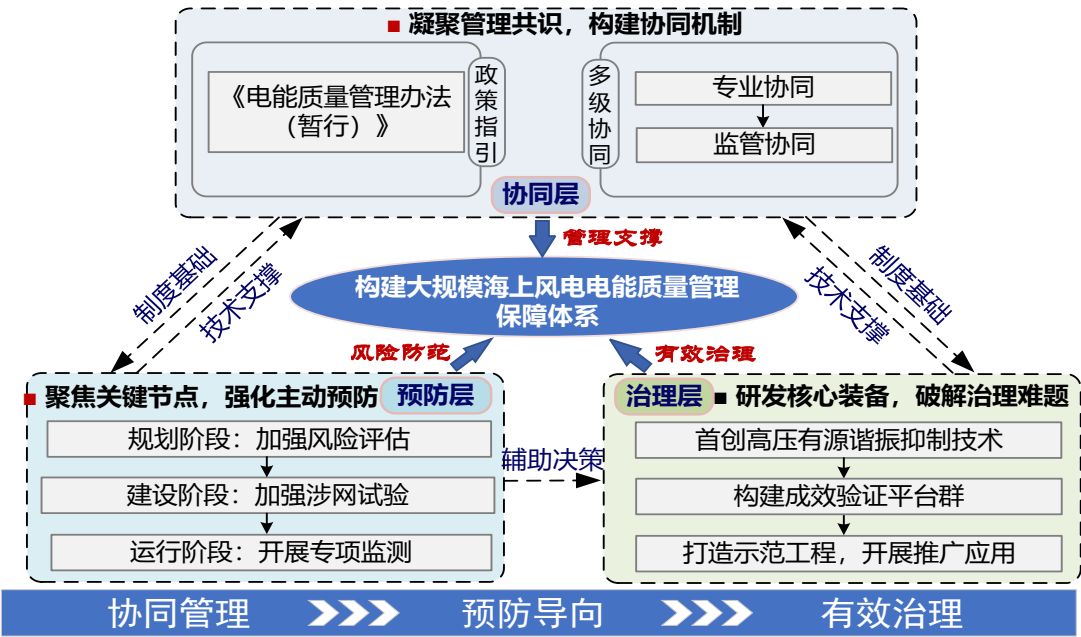 ■ 凝聚管理共识，构建协同机制
《电能质量管理办法
（暂行）》
政策指引
多级协同
专业协同
监管协同
协同层
管理支撑
制度基础
技术支撑
制度基础
技术支撑
构建大规模海上风电电能质量管理
保障体系
风险防范
有效治理
■ 聚焦关键节点，强化主动预防
预防层
规划阶段：加强风险评估
建设阶段：加强涉网试验
运行阶段：开展专项监测
辅助决策
治理层
■ 研发核心装备，破解治理难题
首创高压有源谐振抑制技术
构建成效验证平台群
打造示范工程，开展推广应用
协同管理
预防导向
有效治理